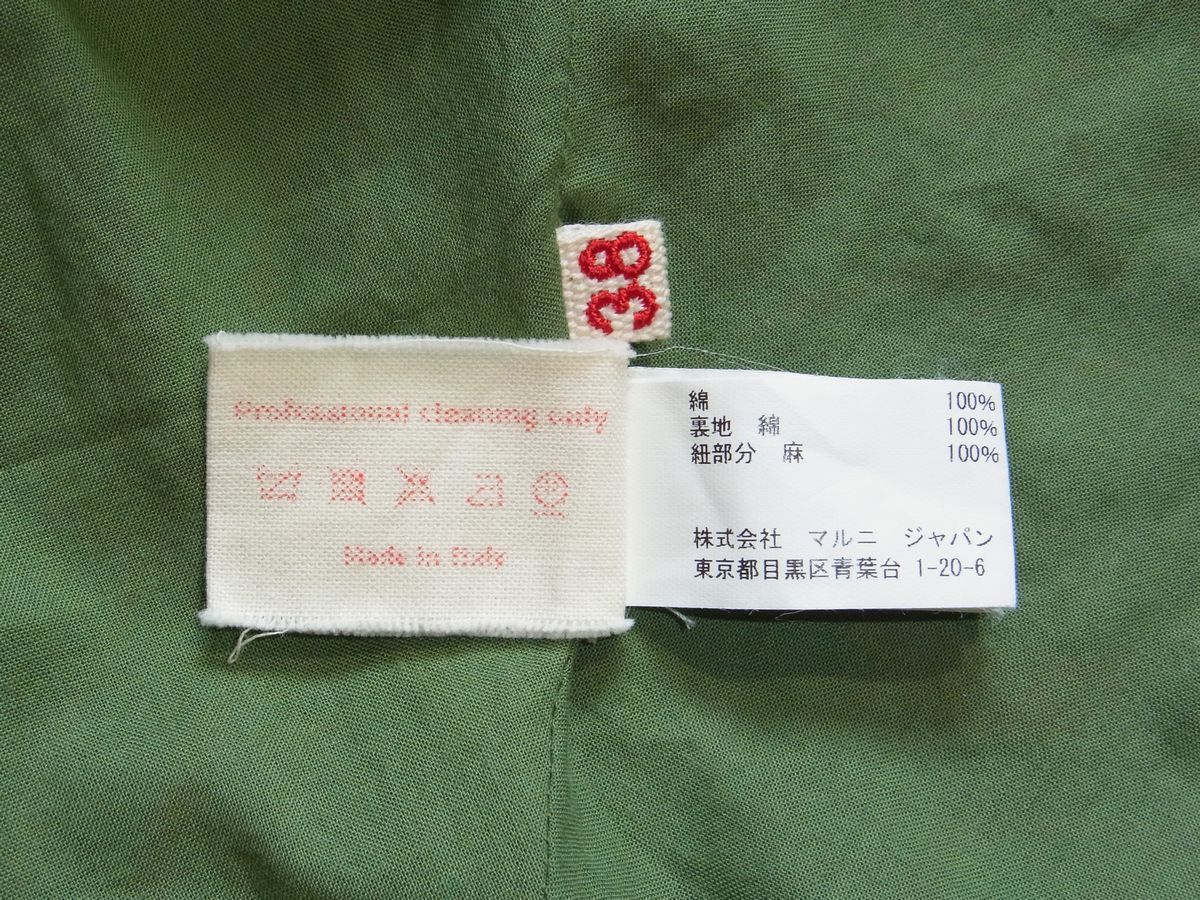 38
Professional cleaning only
Made in Italy
綿 100%
裏地 綿 100%
紐部分 麻 100%
株式会社 マルニ ジャパン
東京都目黒区青葉台 1-20-6